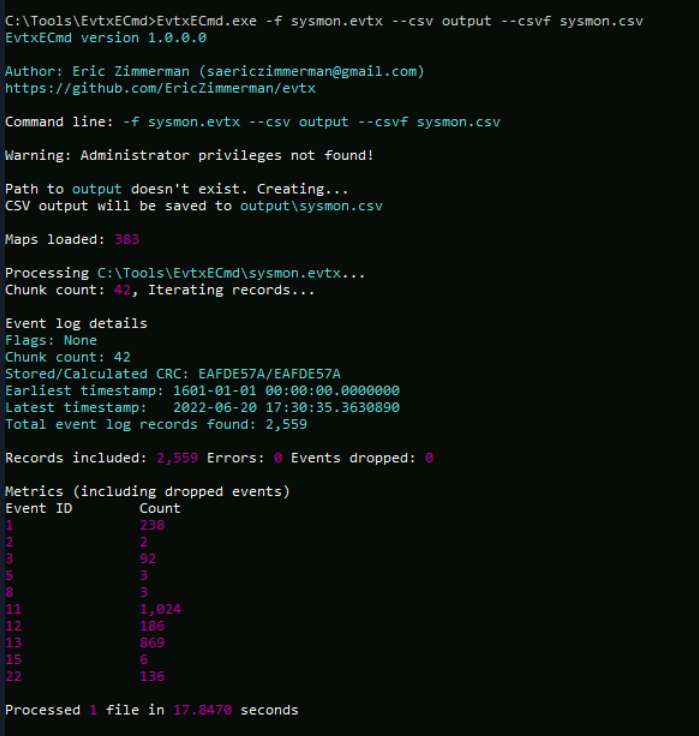 C:\Tools\EvtxECmd>EvtxECmd.exe -f sysmon.evtx --csv output --csvf sysmon.csv
EvtxECmd version 1.0.0.0
Author: Eric Zimmerman (saericzimmerman@gmail.com)
https://github.com/EricZimmerman/evtx
Command line: -f sysmon.evtx --csv output --csvf sysmon.csv
Warning: Administrator privileges not found!
Path to output doesn't exist. Creating...
CSV output will be saved to output\sysmon.csv
Maps loaded: 383
Processing C:\Tools\EvtxECmd\sysmon.evtx...
Chunk count: 42, Iterating records...
Event log details
Flags: None
Chunk count: 42
Stored/Calculated CRC: EAFDE57A/EAFDE57A
Earliest timestamp: 1601-01-01 00:00:00.0000000
Latest timestamp:   2022-06-20 17:30:35.3630890
Total event log records found: 2,559
Records included: 2,559 Errors: 0 Events dropped: 0
Metrics (including dropped events)
Event ID        Count
1               238
2               2
3               92
5               3
8               3
11              1,024
12              186
13              869
15              6
22              136
Processed 1 file in 17.8470 seconds